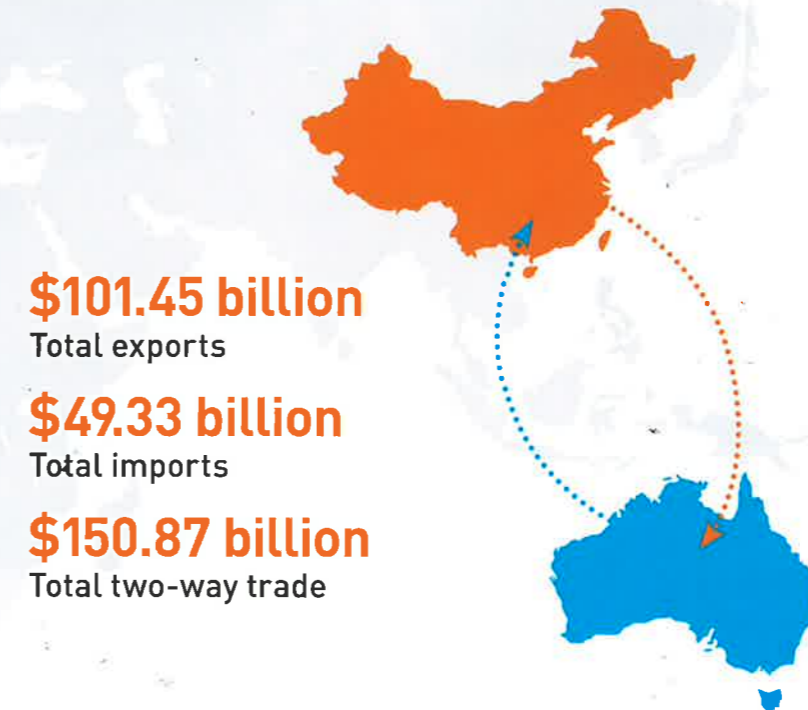 $101.45 billion
Total exports
$49.33 billion
Total imports
$150.87 billion
Total two-way trade